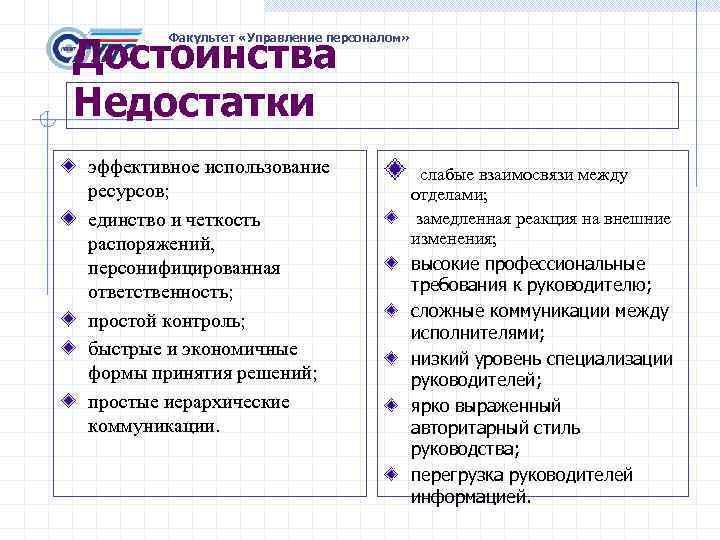 Факультет «Управление персоналом»
Достоинства
Недостатки
эффективное использование
ресурсов;
единство и четкость
распоряжений,
персонифицированная
ответственность;
простой контроль;
быстрые и экономичные
формы принятия решений;
простые иерархические
коммуникации.
слабые взаимосвязи между
отделами;
замедленная реакция на внешние
изменения;
высокие профессиональные
требования к руководителю;
сложные коммуникации между
исполнителями;
низкий уровень специализации
руководителей;
ярко выраженный
авторитарный стиль
руководства;
перегрузка руководителей
информацией.